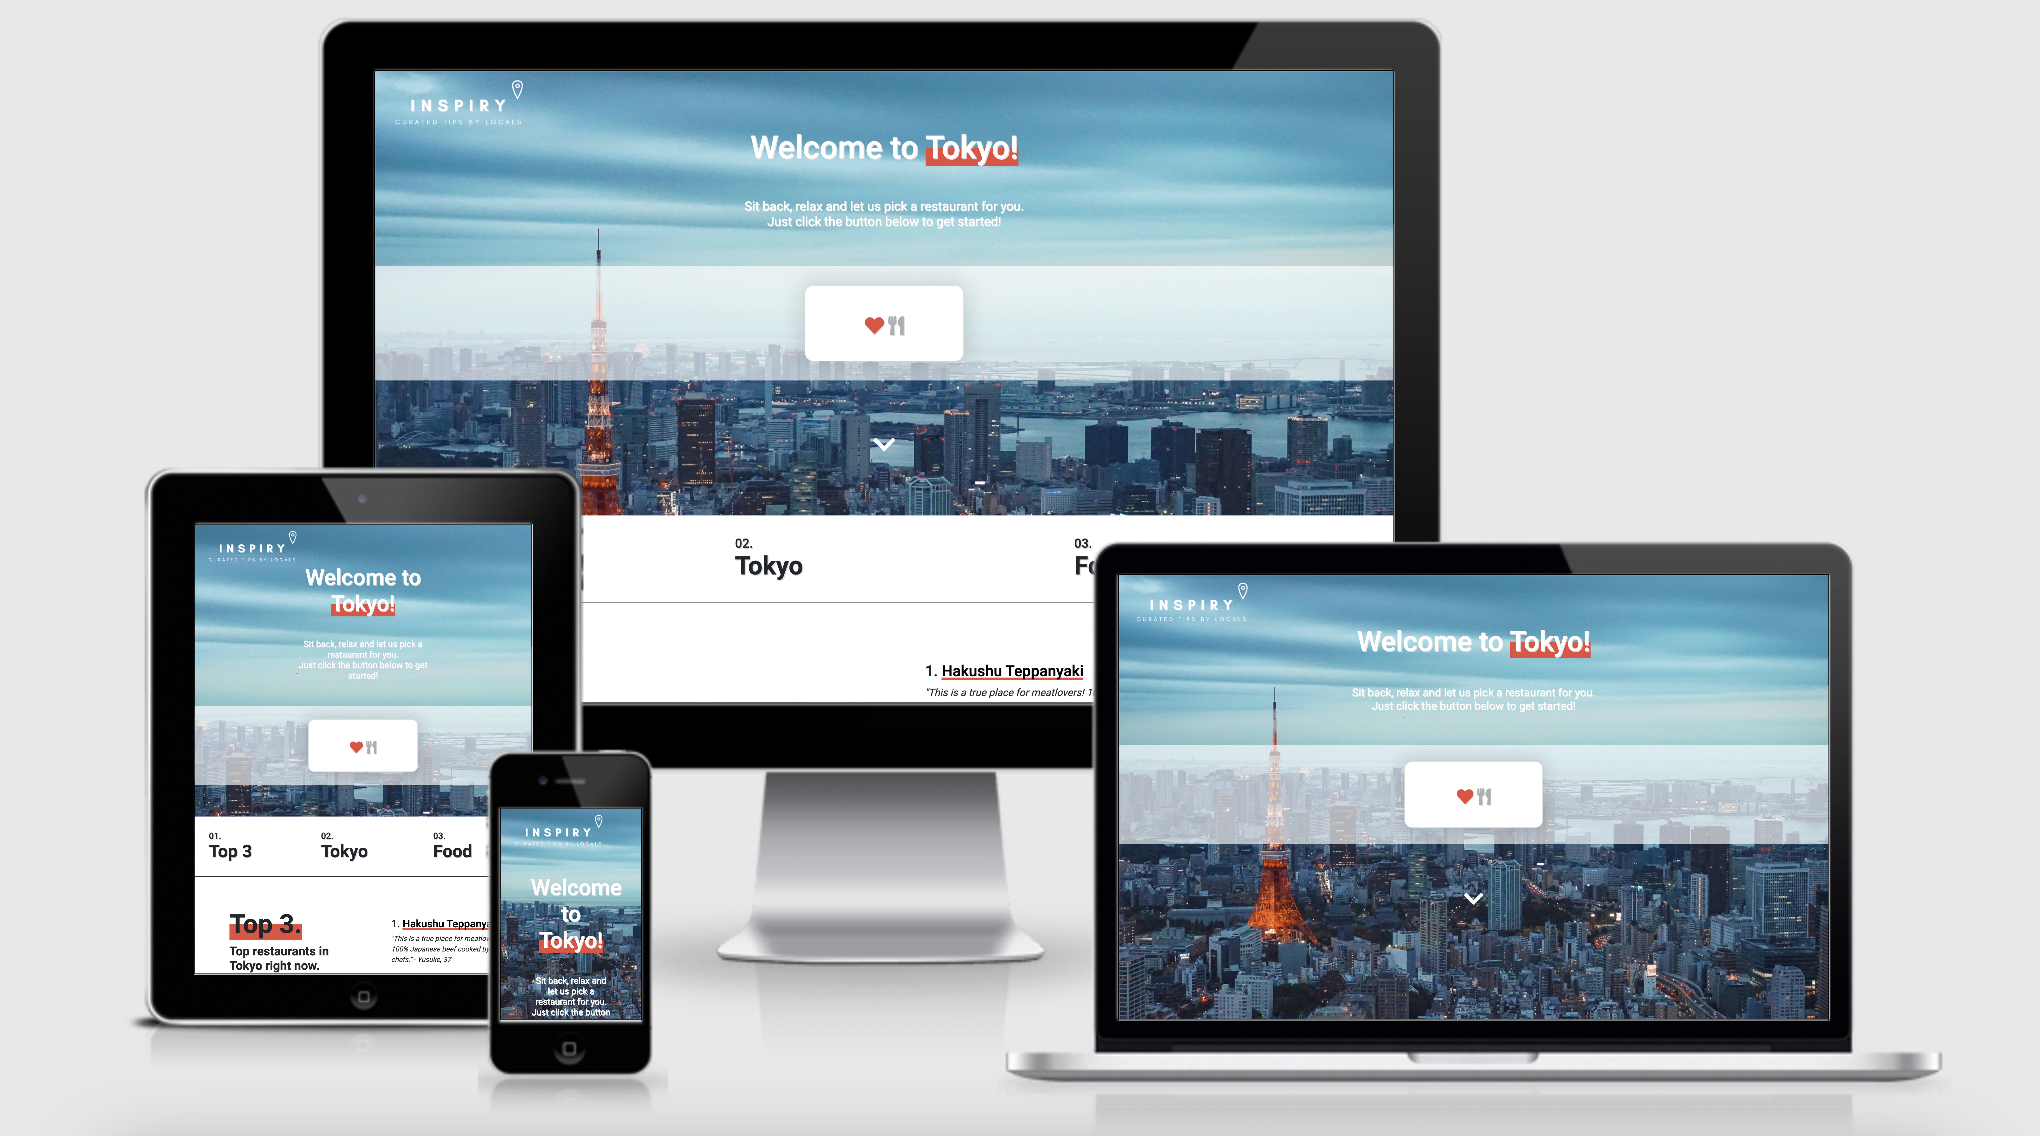 INSPIRY
CURATED TIPS BY LOCALS
Welcome to Tokyo!
Sit back, relax and let us pick a restaurant for you.
Just click the button below to get started!
02.
Tokyo
03.
Fo
1. Hakushu Teppanyaki
"This is a true place for meatlovers! 10
INSPIRY
CURATED TIPS BY LOCALS
Welcome to
Tokyo!
Sit back, relax and let us pick a
restaurant for you.
Just click the button below to get
started!
01.
Top 3
02.
Tokyo
03.
Food
Top 3.
Top restaurants in
Tokyo right now.
1. Hakushu Teppanya
"This is a true place for meatlo
100% Japanese beef cooked by
chefs." - Yusuke, 37
INSPIRY
CURATED TIPS BY LOCALS
Welcome
to
Tokyo!
Sit back, relax and
let us pick a
restaurant for you.
Just click the button
INSPIRY
CURATED TIPS BY LOCALS
Welcome to Tokyo!
Sit back, relax and let us pick a restaurant for you.
Just click the button below to get started!